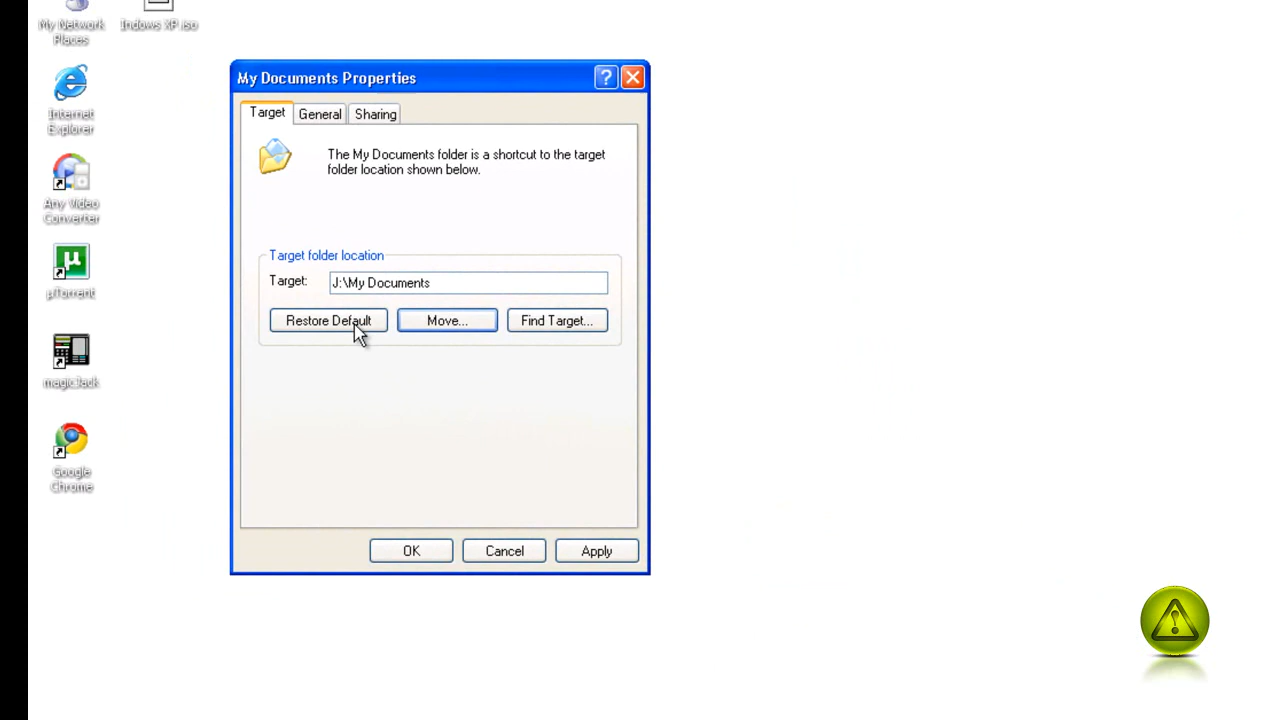 My Network
Places
Indows XP.iso
Internet
Explorer
Any Video
Converter
µTorrent
magicJack
Google
Chrome
My Documents Properties
?
Target
General
Sharing
The My Documents folder is a shortcut to the target
folder location shown below.
Target folder location
Target:
J:\My Documents
Restore Default
Move...
Find Target...
OK
Cancel
Apply